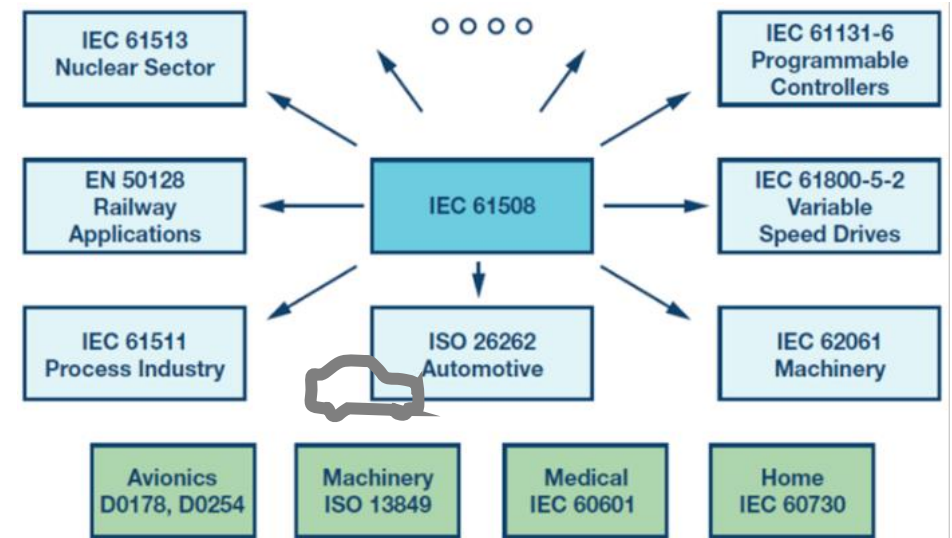 IEC 61513
Nuclear Sector
IEC 61131-6
Programmable
Controllers
EN 50128
Railway
Applications
IEC 61508
IEC 61800-5-2
Variable
Speed Drives
IEC 61511
Process Industry
ISO 26262
Automotive
IEC 62061
Machinery
Avionics
D0178, D0254
Machinery
ISO 13849
Medical
IEC 60601
Home
IEC 60730